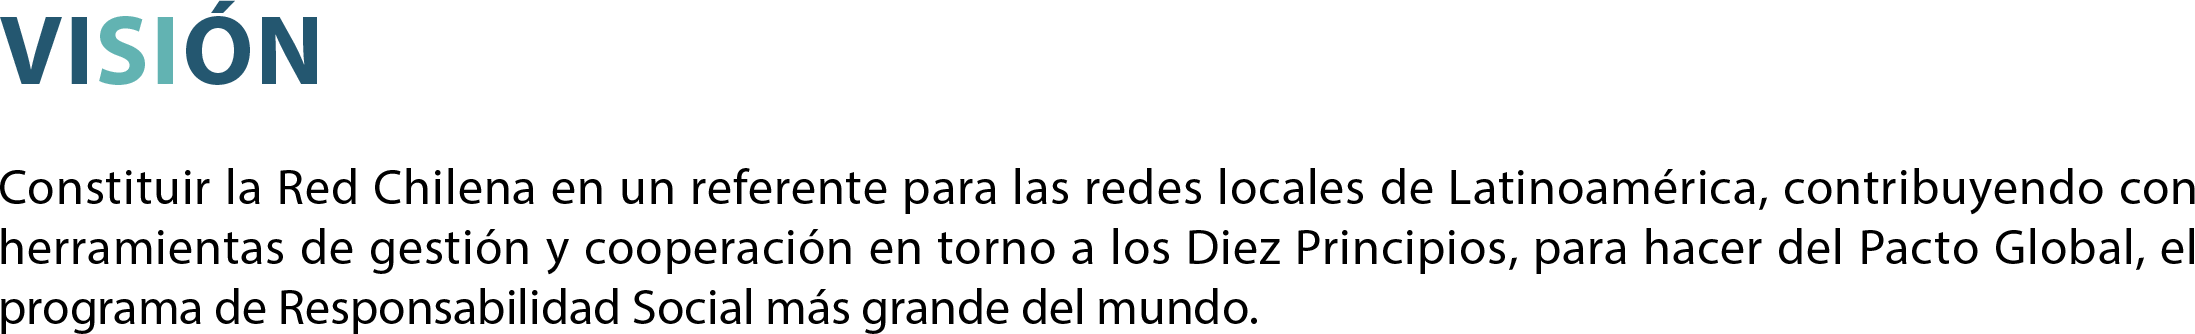 VISIÓN
Constituir la Red Chilena en un referente para las redes locales de Latinoamérica, contribuyendo con
herramientas de gestión y cooperación en torno a los Diez Principios, para hacer del Pacto Global, el
programa de Responsabilidad Social más grande del mundo.